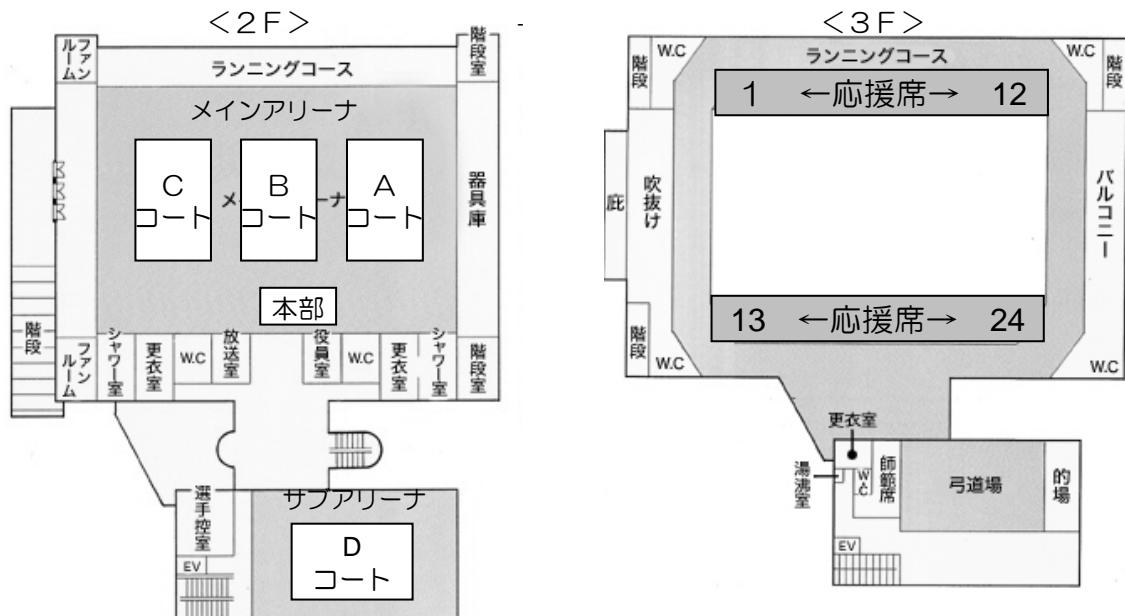 ＜２Ｆ＞
ファンルーム
階段室
ランニングコース
メインアリーナ
C
コート
B
コート
A
コート
器具庫
本部
階段
ファンルーム
シャワー室
更衣室
W.C
放送室
役員室
W.C
更衣室
シャワー室
階段室
選手控室
サブアリーナ
D
コート
EV
＜３Ｆ＞
階段
W.C
ランニングコース
W.C
階段
1 ←応援席→ 12
庇
吹抜け
バルコニー
13 ←応援席→ 24
階段
W.C
W.C
更衣室
湯沸室
W.C
師範席
弓道場
的場
EV